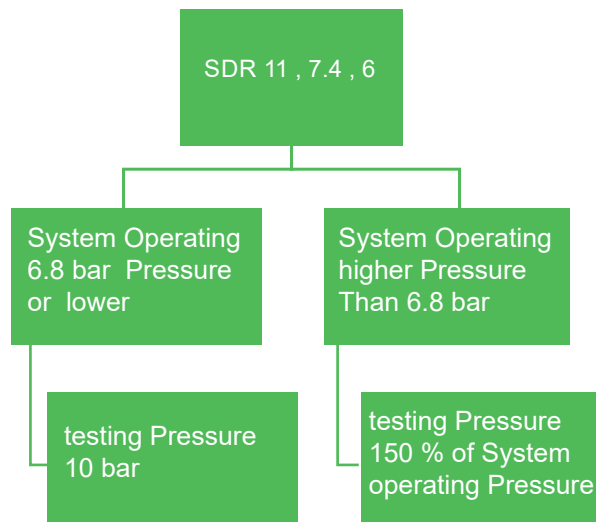 SDR 11 , 7.4 , 6
System Operating
6.8 bar Pressure
or lower
System Operating
higher Pressure
Than 6.8 bar
testing Pressure
10 bar
testing Pressure
150 % of System
operating Pressure